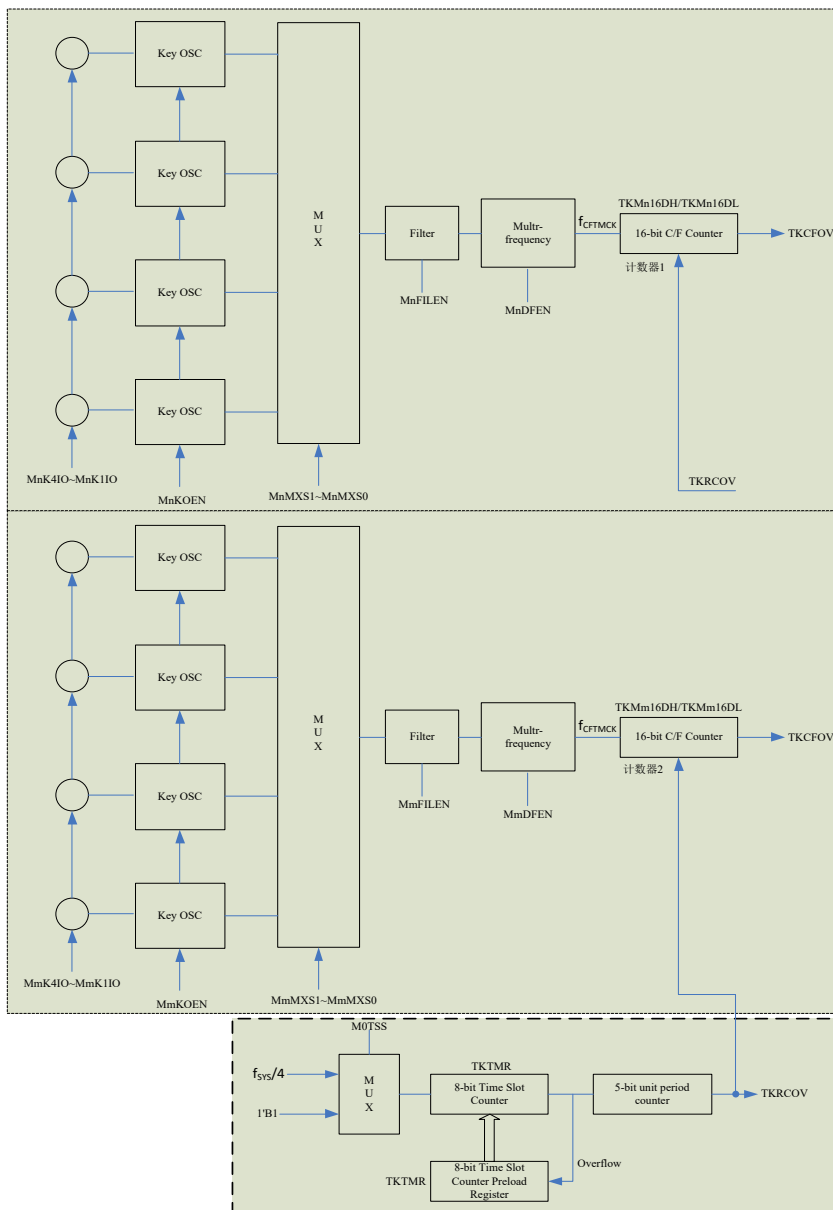 Key OSC
Key OSC
Key OSC
Key OSC
M
U
X
Filter
Multr-
frequency
fCFTMCK
TKMn16DH/TKMn16DL
16-bit C/F Counter
TKCFOV
计数器1
MnFILEN
MnDFEN
MnK4IO~MnK1IO
MnKOEN
MnMXS1~MnMXS0
TKRCOV
Key OSC
Key OSC
Key OSC
Key OSC
M
U
X
Filter
Multr-
frequency
fCFTMCK
TKMm16DH/TKMm16DL
16-bit C/F Counter
TKCFOV
计数器2
MmFILEN
MmDFEN
MmK4IO~MmK1IO
MmKOEN
MmMXS1~MmMXS0
M0TSS
fSYS/4
1'B1
M
U
X
TKTMR
8-bit Time Slot
Counter
5-bit unit period
counter
TKRCOV
Overflow
TKTMR
8-bit Time Slot
Counter Preload
Register